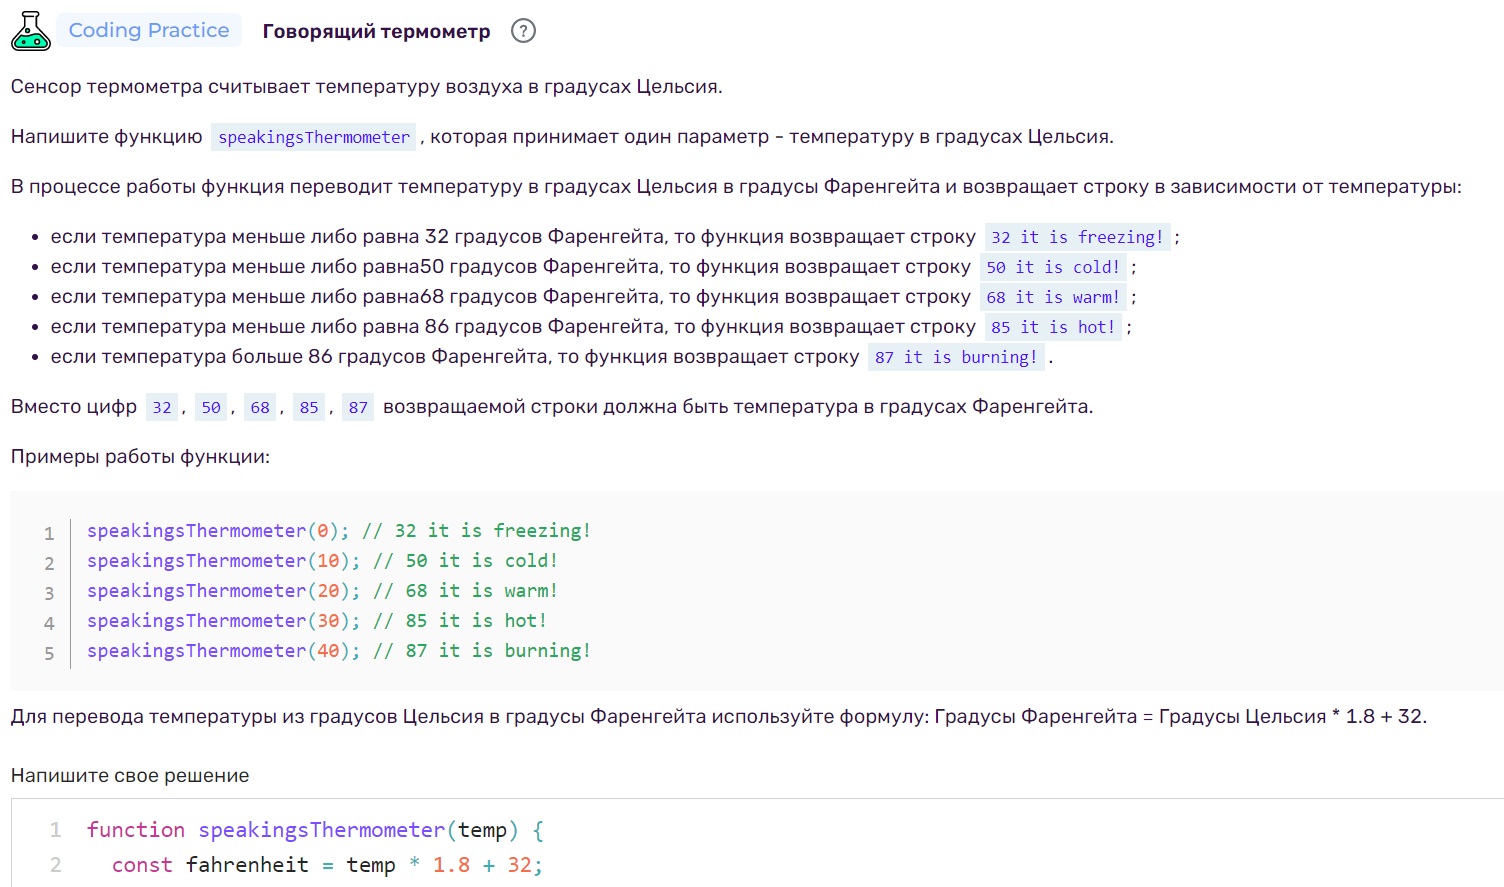 Coding Practice Говорящий термометр ?
Сенсор термометра считывает температуру воздуха в градусах Цельсия.
Напишите функцию speakingsThermometer , которая принимает один параметр - температуру в градусах Цельсия.
В процессе работы функция переводит температуру в градусах Цельсия в градусы Фаренгейта и возвращает строку в зависимости от температуры:
• если температура меньше либо равна 32 градусов Фаренгейта, то функция возвращает строку 32 it is freezing! ;
• если температура меньше либо равна50 градусов Фаренгейта, то функция возвращает строку 50 it is cold! ;
• если температура меньше либо равна68 градусов Фаренгейта, то функция возвращает строку 68 it is warm! ;
• если температура меньше либо равна 86 градусов Фаренгейта, то функция возвращает строку 85 it is hot! ;
• если температура больше 86 градусов Фаренгейта, то функция возвращает строку 87 it is burning! .
Вместо цифр 32 , 50 , 68 , 85 , 87 возвращаемой строки должна быть температура в градусах Фаренгейта.
Примеры работы функции:
1 speakingsThermometer(0); // 32 it is freezing!
2 speakingsThermometer(10); // 50 it is cold!
3 speakingsThermometer(20); // 68 it is warm!
4 speakingsThermometer(30); // 85 it is hot!
5 speakingsThermometer(40); // 87 it is burning!
Для перевода температуры из градусов Цельсия в градусы Фаренгейта используйте формулу: Градусы Фаренгейта = Градусы Цельсия * 1.8 + 32.
Напишите свое решение
1 function speakingsThermometer(temp) {
2 const fahrenheit = temp * 1.8 + 32;